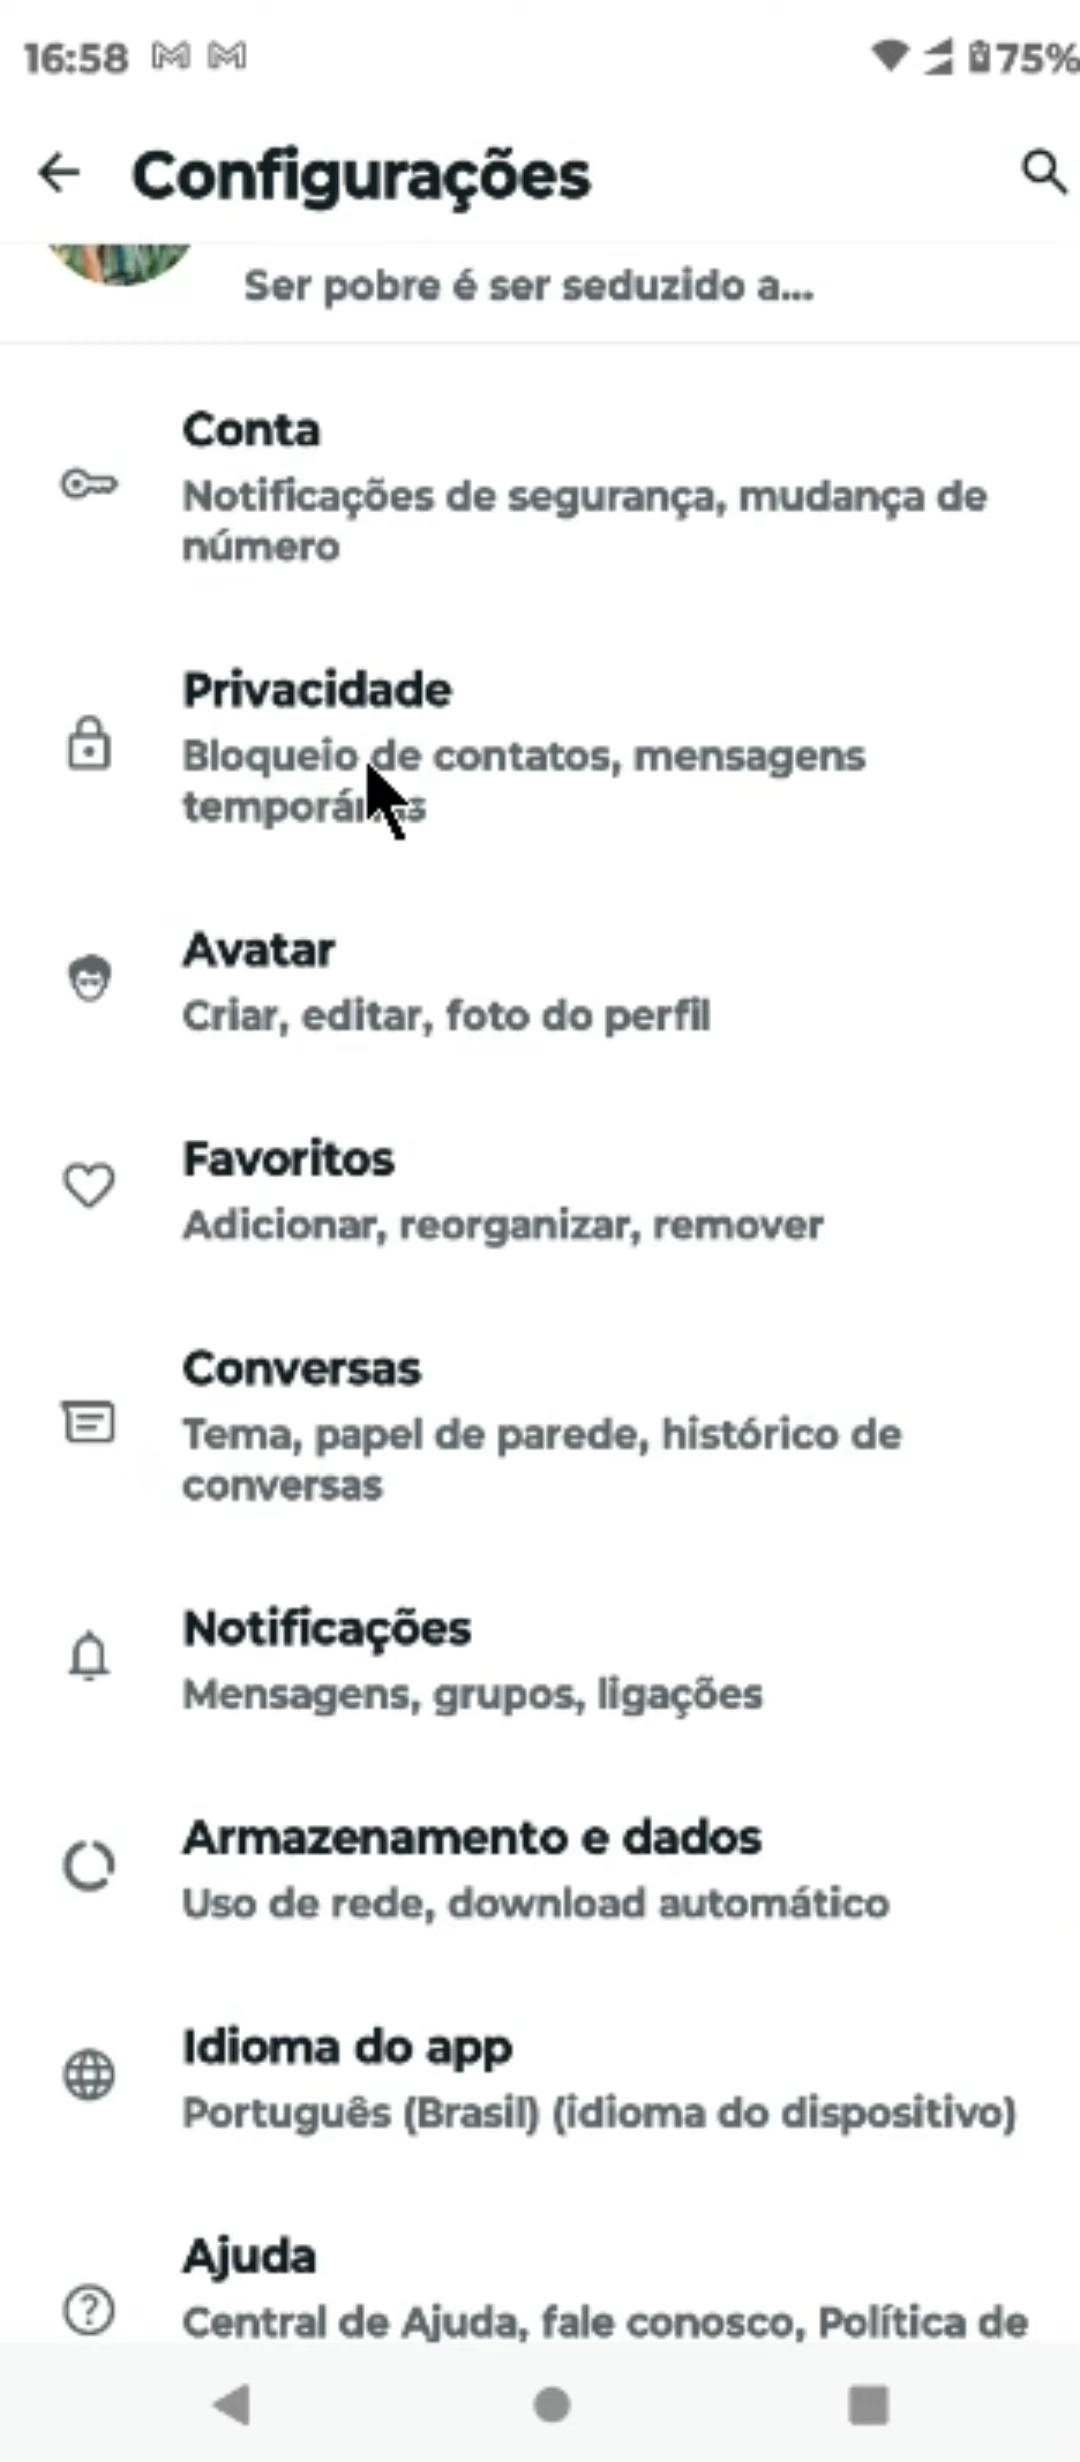 16:58
75%
Configurações
Ser pobre é ser seduzido a...
Conta
Notificações de segurança, mudança de
número
Privacidade
Bloqueio de contatos, mensagens
Avatar
Criar, editar, foto do perfil
Favoritos
Adicionar, reorganizar, remover
Conversas
Tema, papel de parede, histórico de
conversas
Notificações
Mensagens, grupos, ligações
Armazenamento e dados
Uso de rede, download automático
Idioma do app
Português (Brasil) (idioma do dispositivo)
Ajuda
Central de Ajuda, fale conosco, Política de